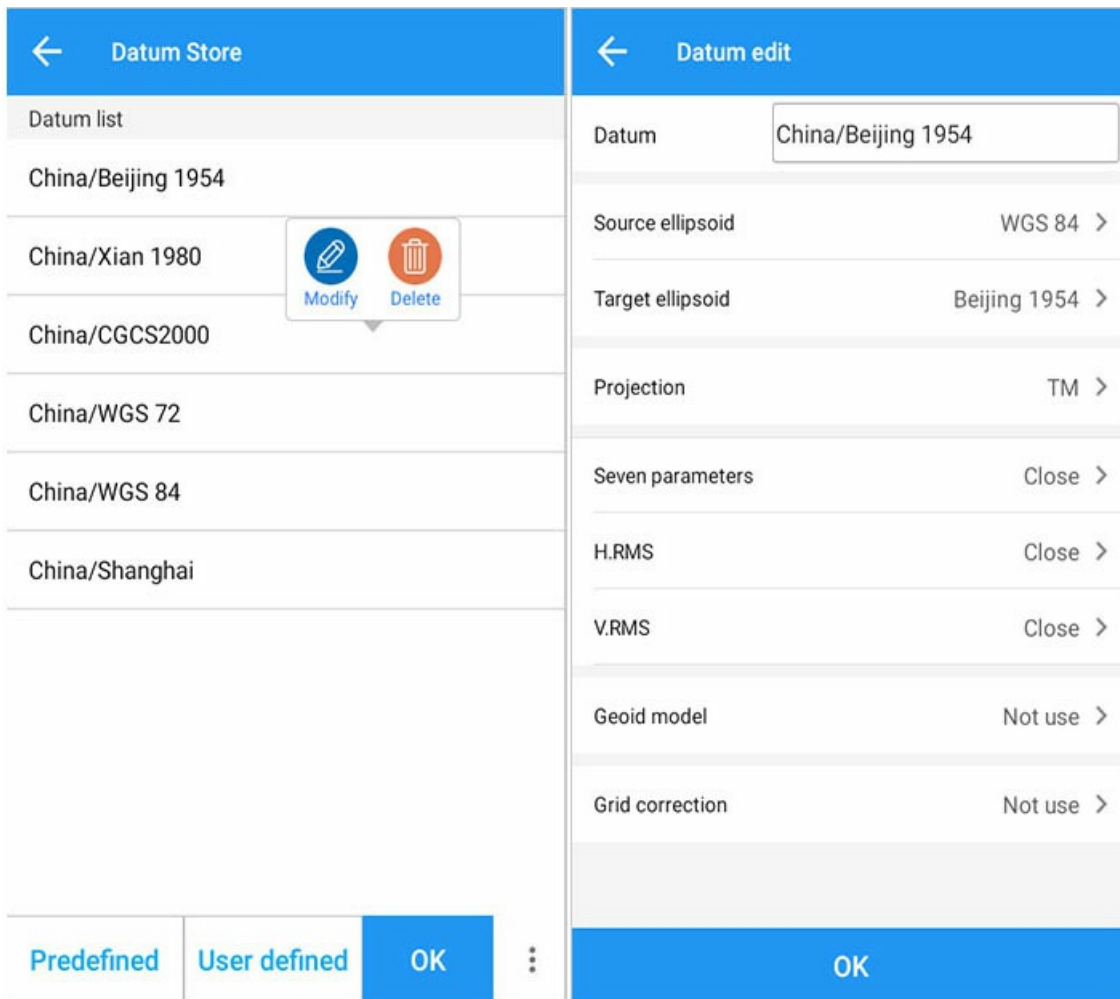 Datum Store
Datum list
China/Beijing 1954
China/Xian 1980
Modify
Delete
China/CGCS2000
China/WGS 72
China/WGS 84
China/Shanghai
Predefined
User defined
OK
Datum edit
Datum
China/Beijing 1954
Source ellipsoid
WGS 84
Target ellipsoid
Beijing 1954
Projection
TM
Seven parameters
Close
H.RMS
Close
V.RMS
Close
Geoid model
Not use
Grid correction
Not use
OK